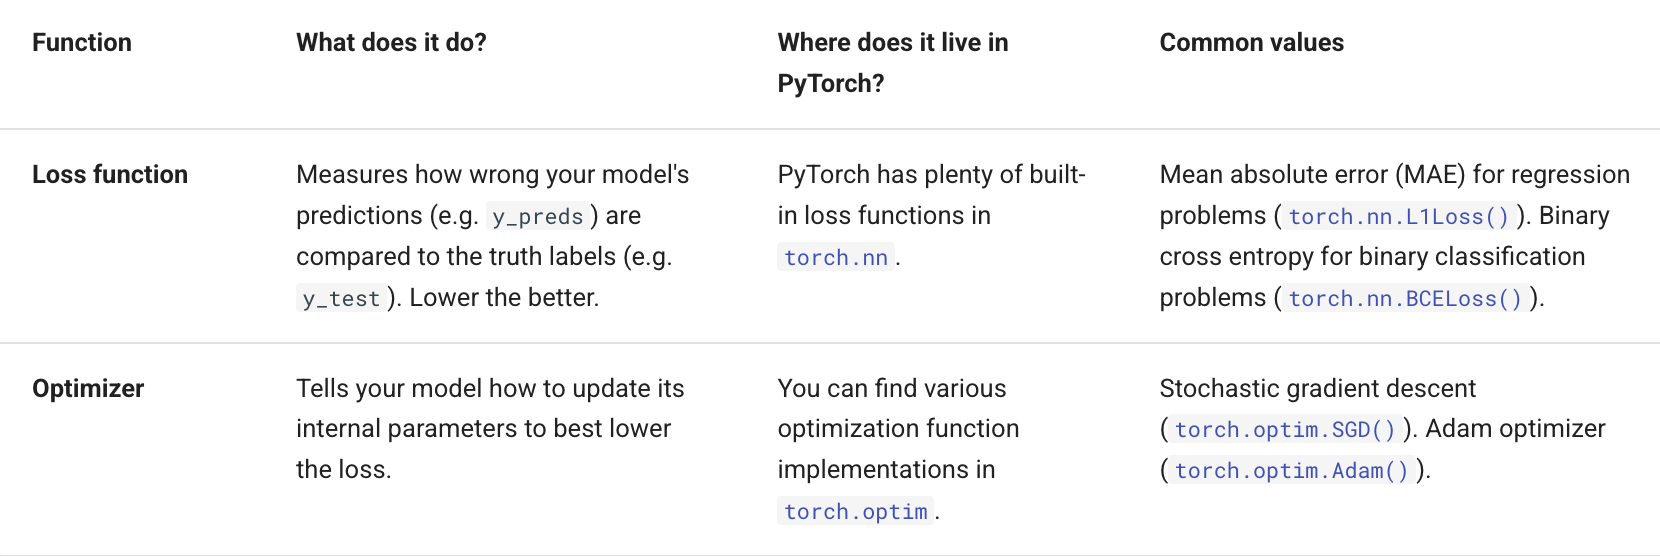 Function
What does it do?
Where does it live in
PyTorch?
Common values
Loss function
Measures how wrong your model's
predictions (e.g. y_preds) are
compared to the truth labels (e.g.
y_test). Lower the better.
PyTorch has plenty of built-
in loss functions in
torch.nn.
Mean absolute error (MAE) for regression
problems (torch.nn.L1Loss()). Binary
cross entropy for binary classification
problems (torch.nn.BCELoss()).
Optimizer
Tells your model how to update its
internal parameters to best lower
the loss.
You can find various
optimization function
implementations in
torch.optim.
Stochastic gradient descent
(torch.optim.SGD()). Adam optimizer
(torch.optim.Adam()).